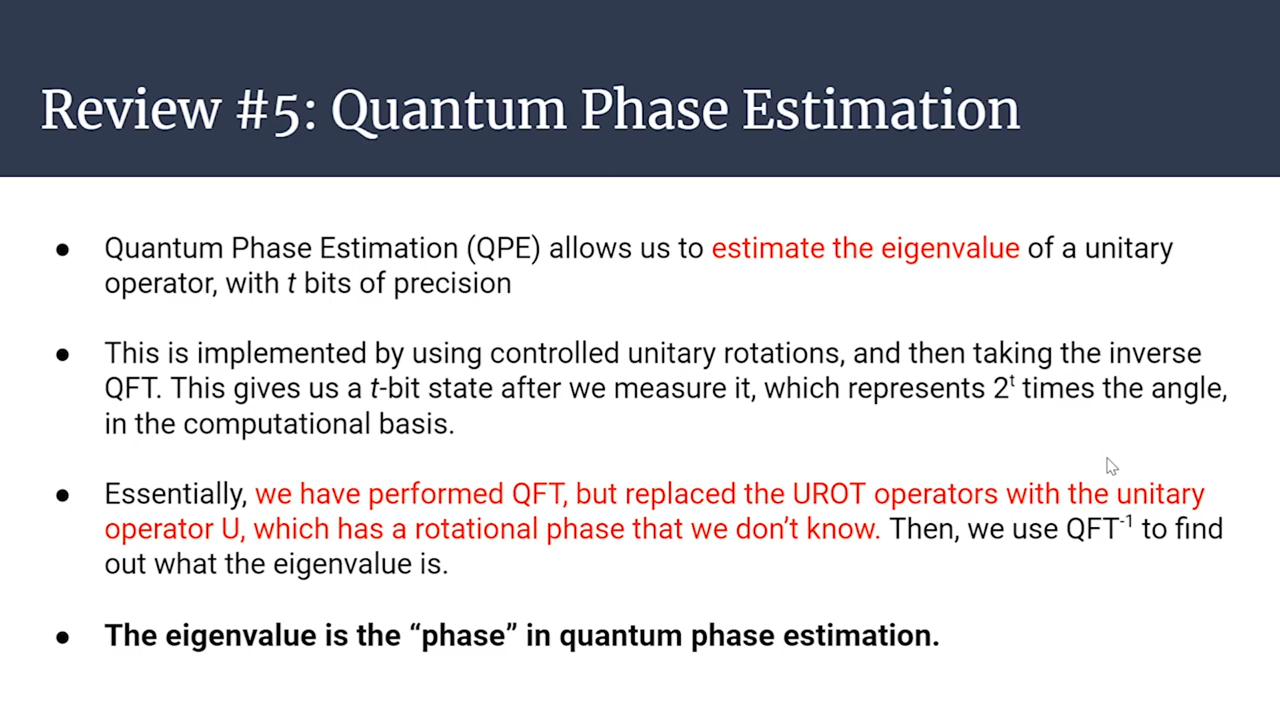 Review #5: Quantum Phase Estimation
● Quantum Phase Estimation (QPE) allows us to estimate the eigenvalue of a unitary
operator, with t bits of precision
● This is implemented by using controlled unitary rotations, and then taking the inverse
QFT. This gives us a t-bit state after we measure it, which represents 2ᵗ times the angle,
in the computational basis.
● Essentially, we have performed QFT, but replaced the UROT operators with the unitary
operator U, which has a rotational phase that we don’t know. Then, we use QFT⁻¹ to find
out what the eigenvalue is.
● The eigenvalue is the “phase” in quantum phase estimation.